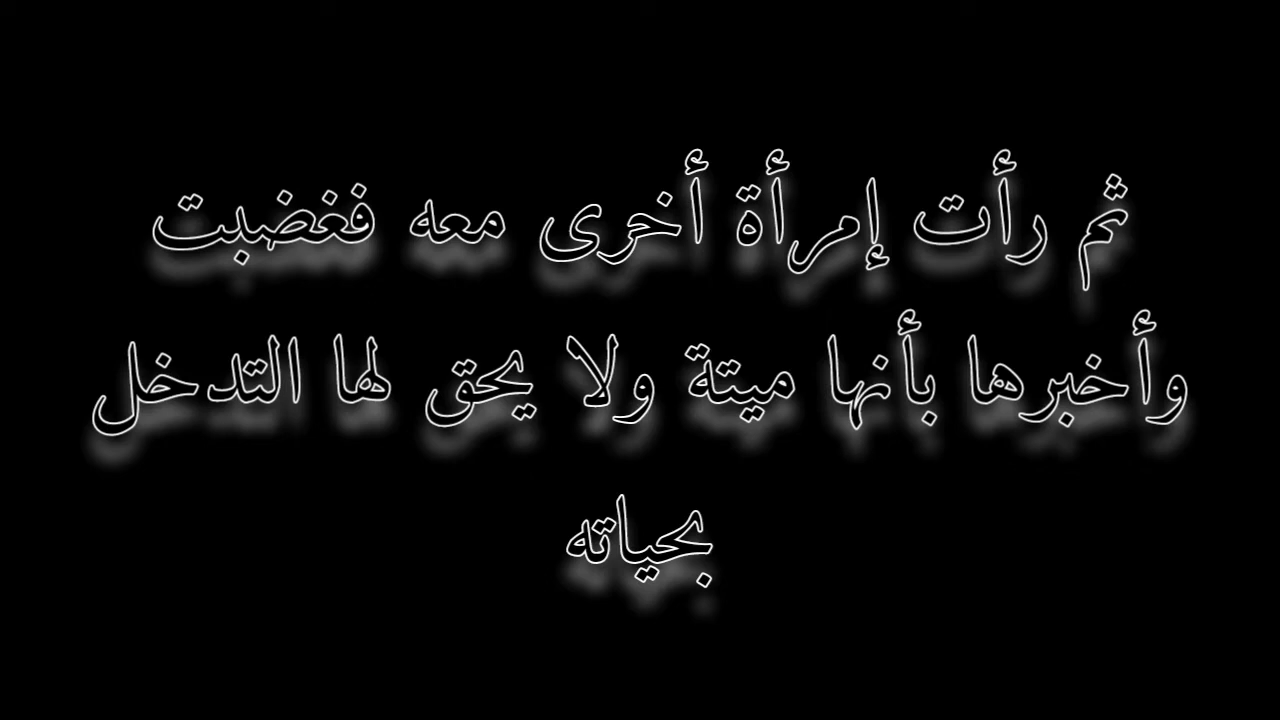 ثم رأت إمرأة أخرى معه فغضبت
وأخبرها بأنها ميتة ولا يحق لها التدخل
بحياته